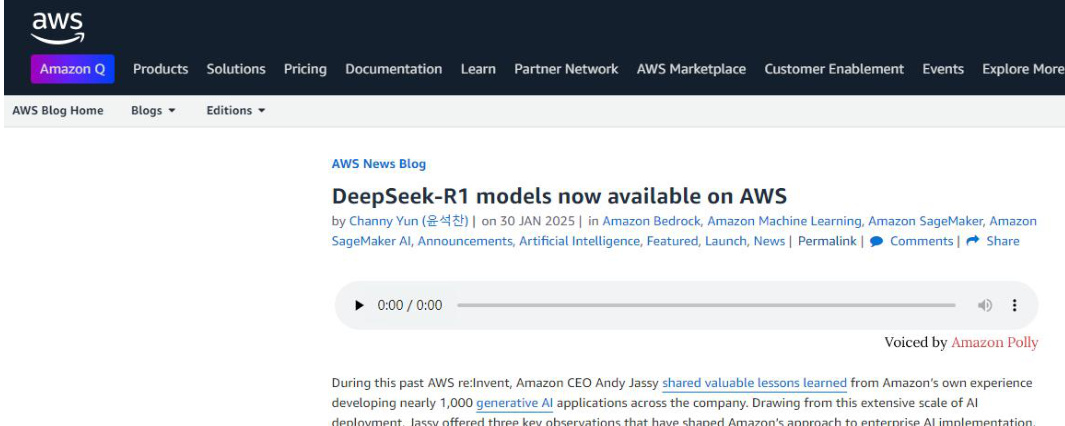 aws
Amazon Q Products Solutions Pricing Documentation Learn Partner Network AWS Marketplace Customer Enablement Events Explore More
AWS Blog Home Blogs Editions
AWS News Blog
DeepSeek-R1 models now available on AWS
by Channy Yun (윤석찬) | on 30 JAN 2025 | in Amazon Bedrock, Amazon Machine Learning, Amazon SageMaker, Amazon
SageMaker AI, Announcements, Artificial Intelligence, Featured, Launch, News | Permalink | Comments | Share
0:00 / 0:00
Voiced by Amazon Polly
During this past AWS re:Invent, Amazon CEO Andy Jassy shared valuable lessons learned from Amazon's own experience
developing nearly 1,000 generative AI applications across the company. Drawing from this extensive scale of AI
deployment, Jassy offered three key observations that have shaped Amazon's approach to enterprise AI implementation.